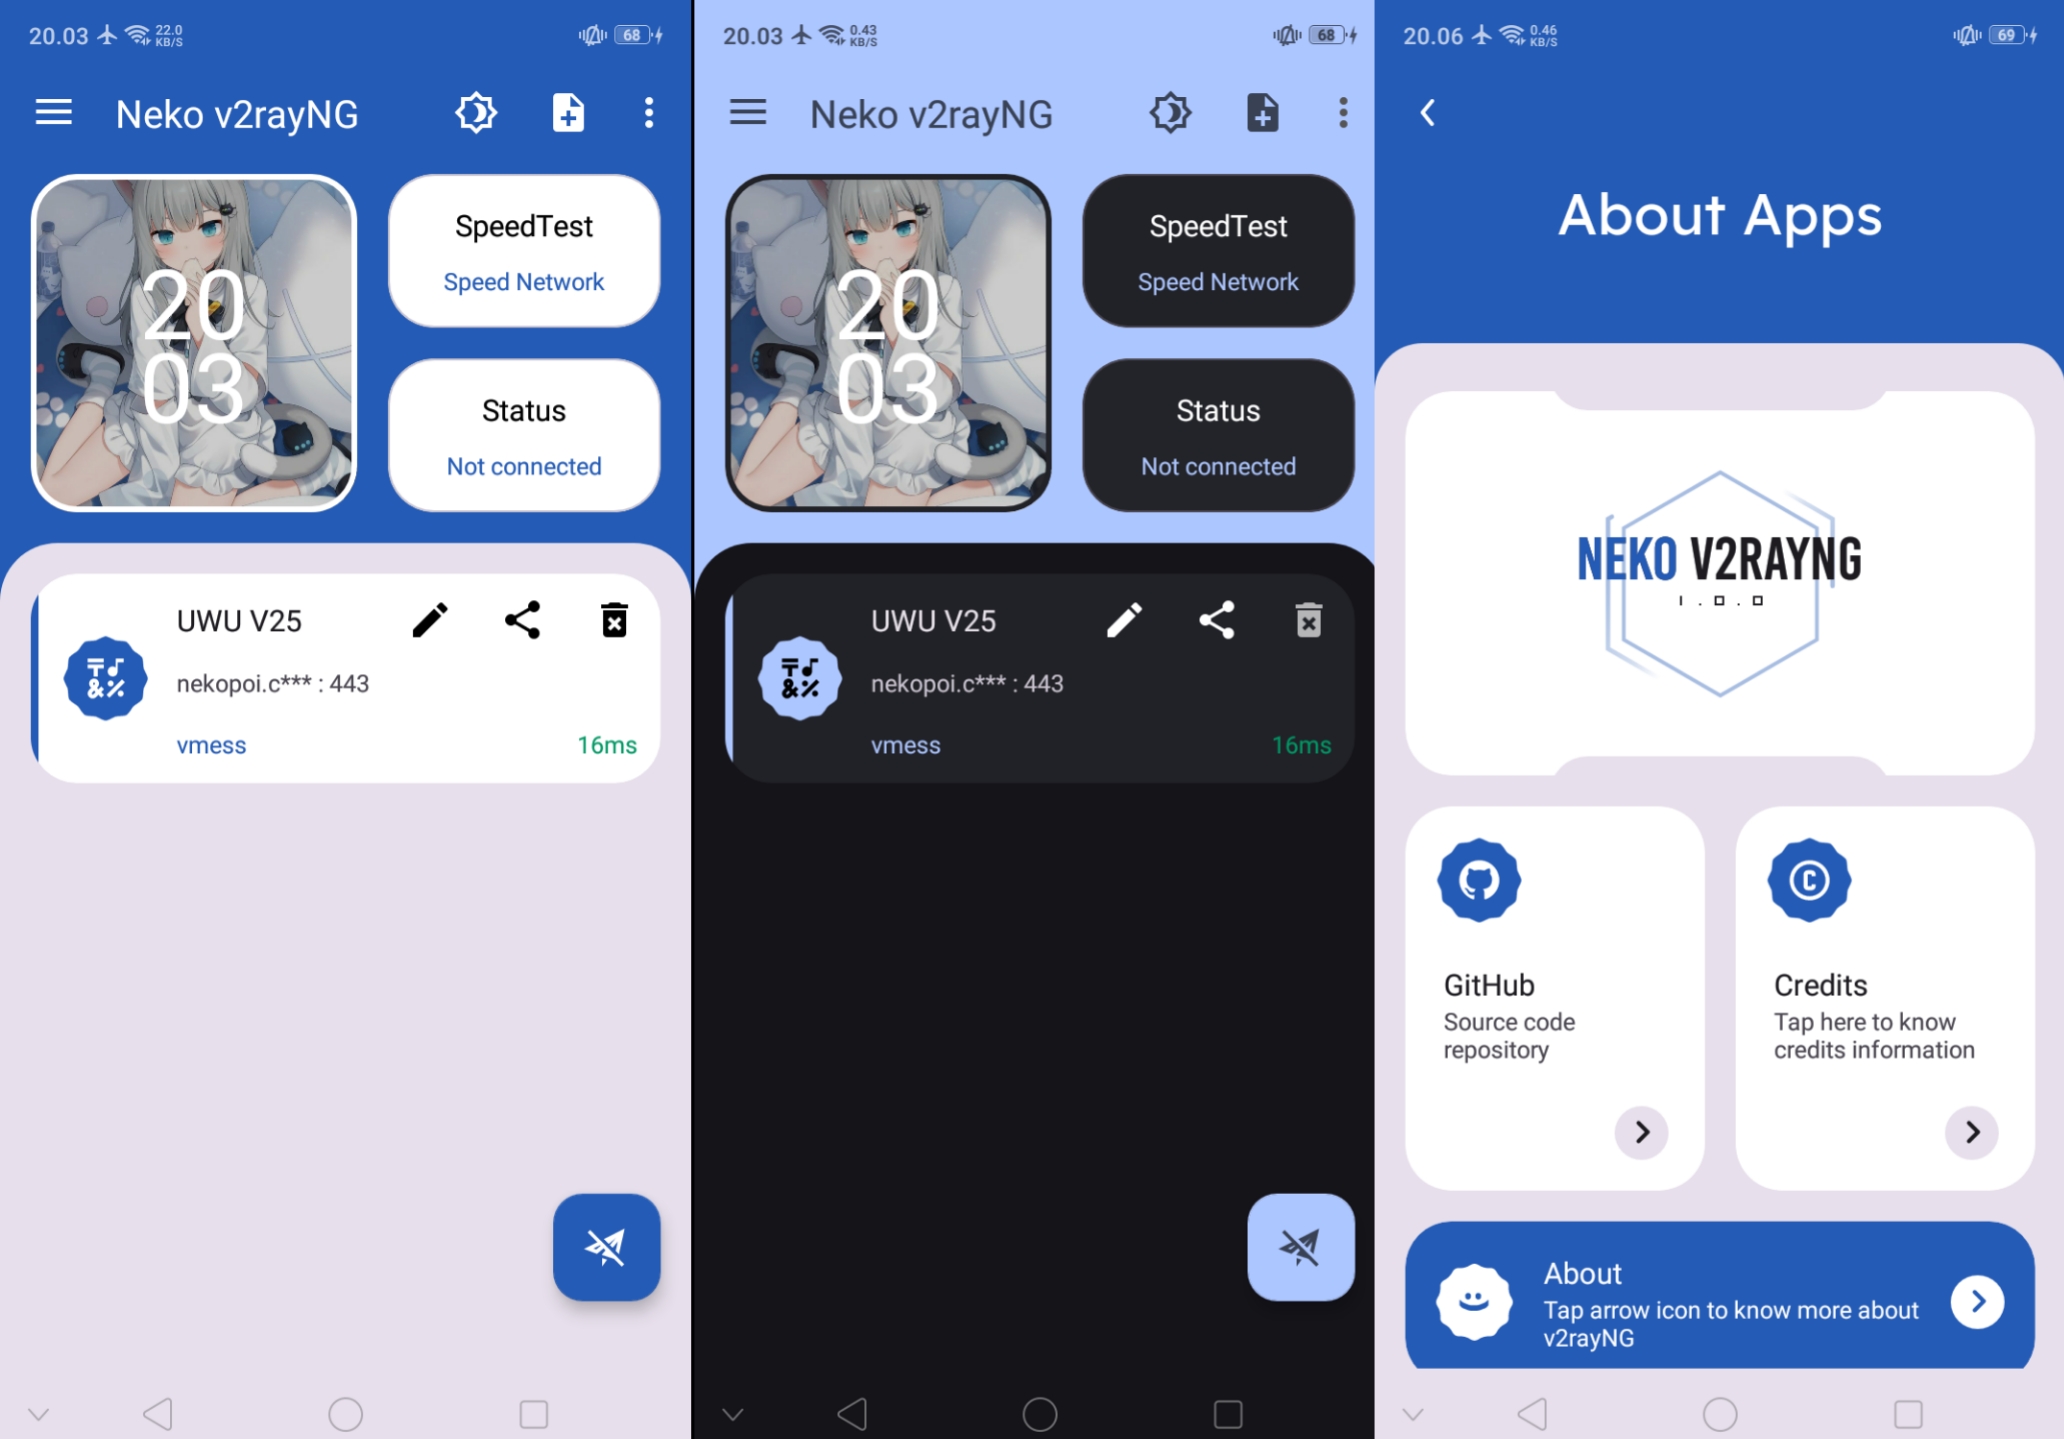 20.03 22.0 KB/S 68
Neko v2rayNG
20
03
SpeedTest
Speed Network
Status
Not connected
UWU V25
nekopoi.c*** : 443
vmess 16ms
20.03 0.43 KB/S 68
Neko v2rayNG
20
03
SpeedTest
Speed Network
Status
Not connected
UWU V25
nekopoi.c*** : 443
vmess 16ms
20.06 0.46 KB/S 69
About Apps
NEKO V2RAYNG
1.0.0
GitHub
Source code
repository
Credits
Tap here to know
credits information
About
Tap arrow icon to know more about
v2rayNG